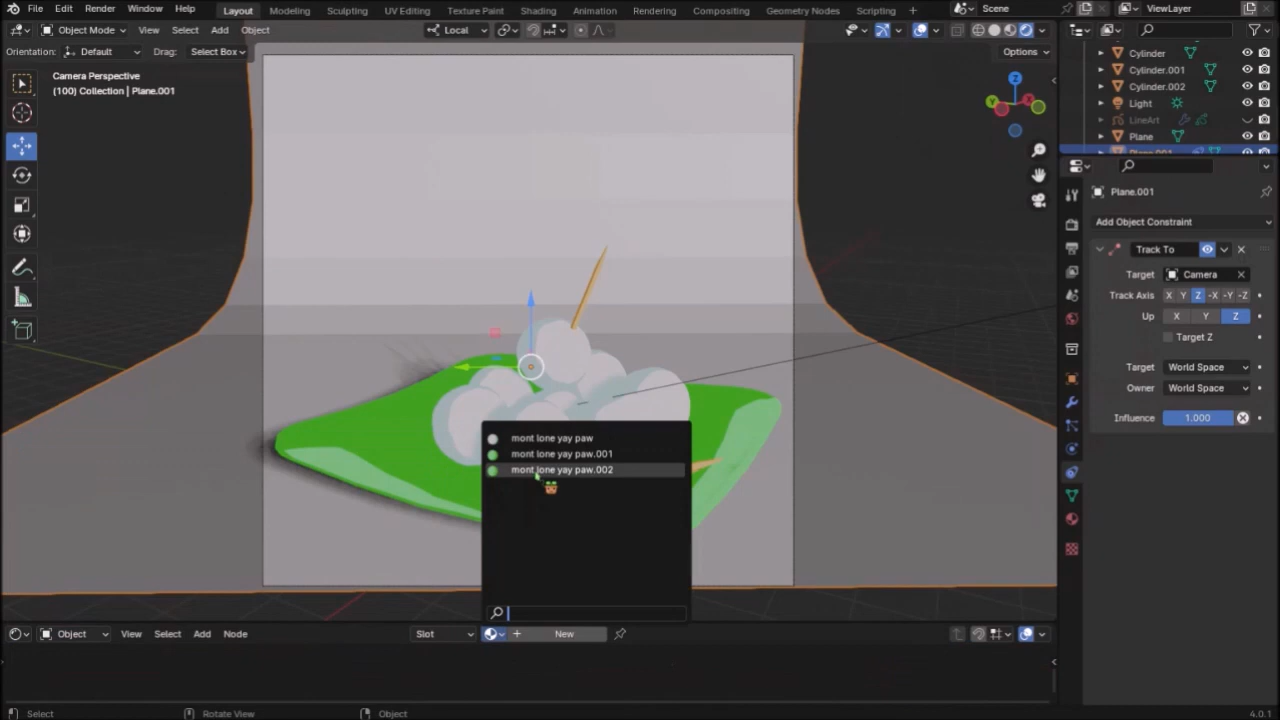 File Edit Render Window Help Layout Modeling Sculpting UV Editing Texture Paint Shading Animation Rendering Compositing Geometry Nodes Scripting + Scene ViewLayer
Object Mode View Select Add Object Local
Orientation: Default Drag: Select Box Options
Camera Perspective
(100) Collection | Plane.001
Z
Y
X
Cylinder
Cylinder.001
Cylinder.002
Light
LineArt
Plane
Plane.001
Plane.001
Add Object Constraint
Track To
Target Camera
Track Axis X Y Z -X -Y -Z
Up X Y Z
Target Z
Target World Space
Owner World Space
Influence 1.000
mont lone yay paw
mont lone yay paw.001
mont lone yay paw.002
Object View Select Add Node Slot + New
Select Rotate View Object 4.0.1